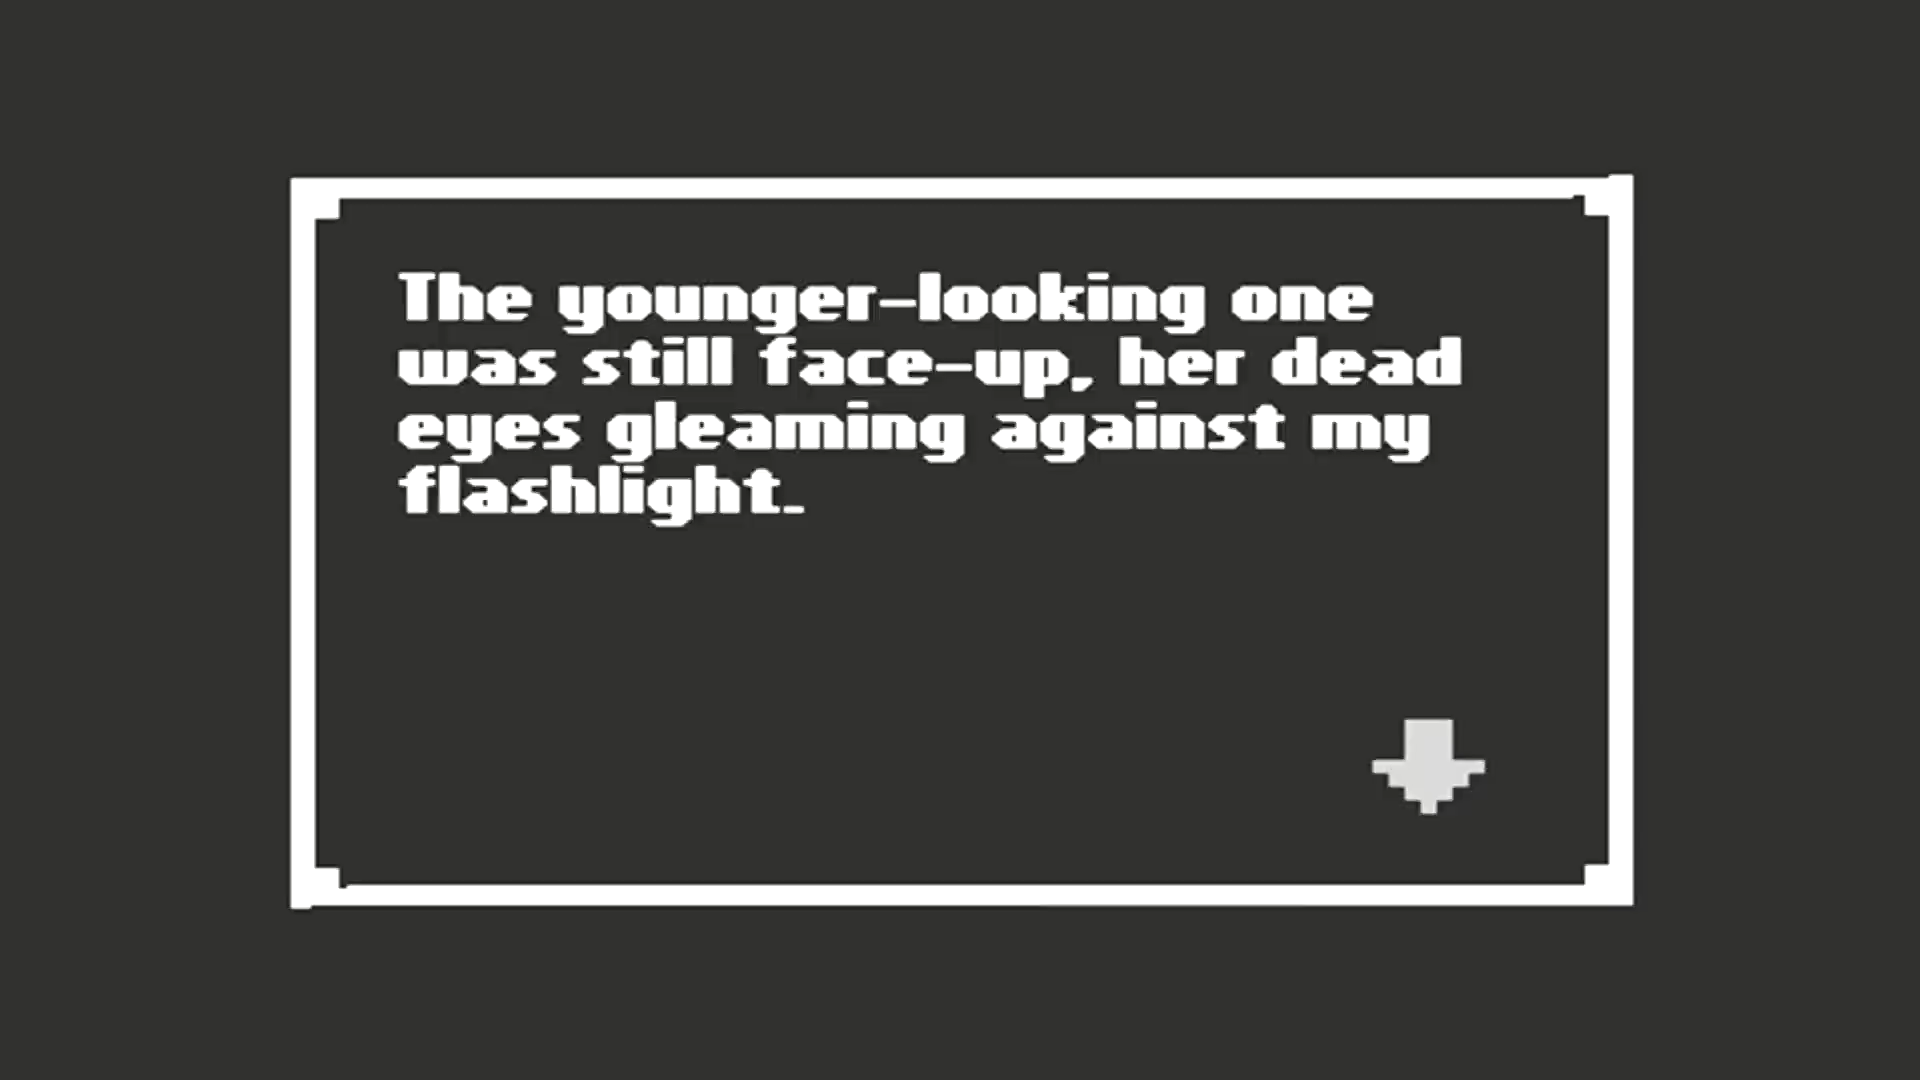 The younger-looking one
was still face-up, her dead
eyes gleaming against my
flashlight.